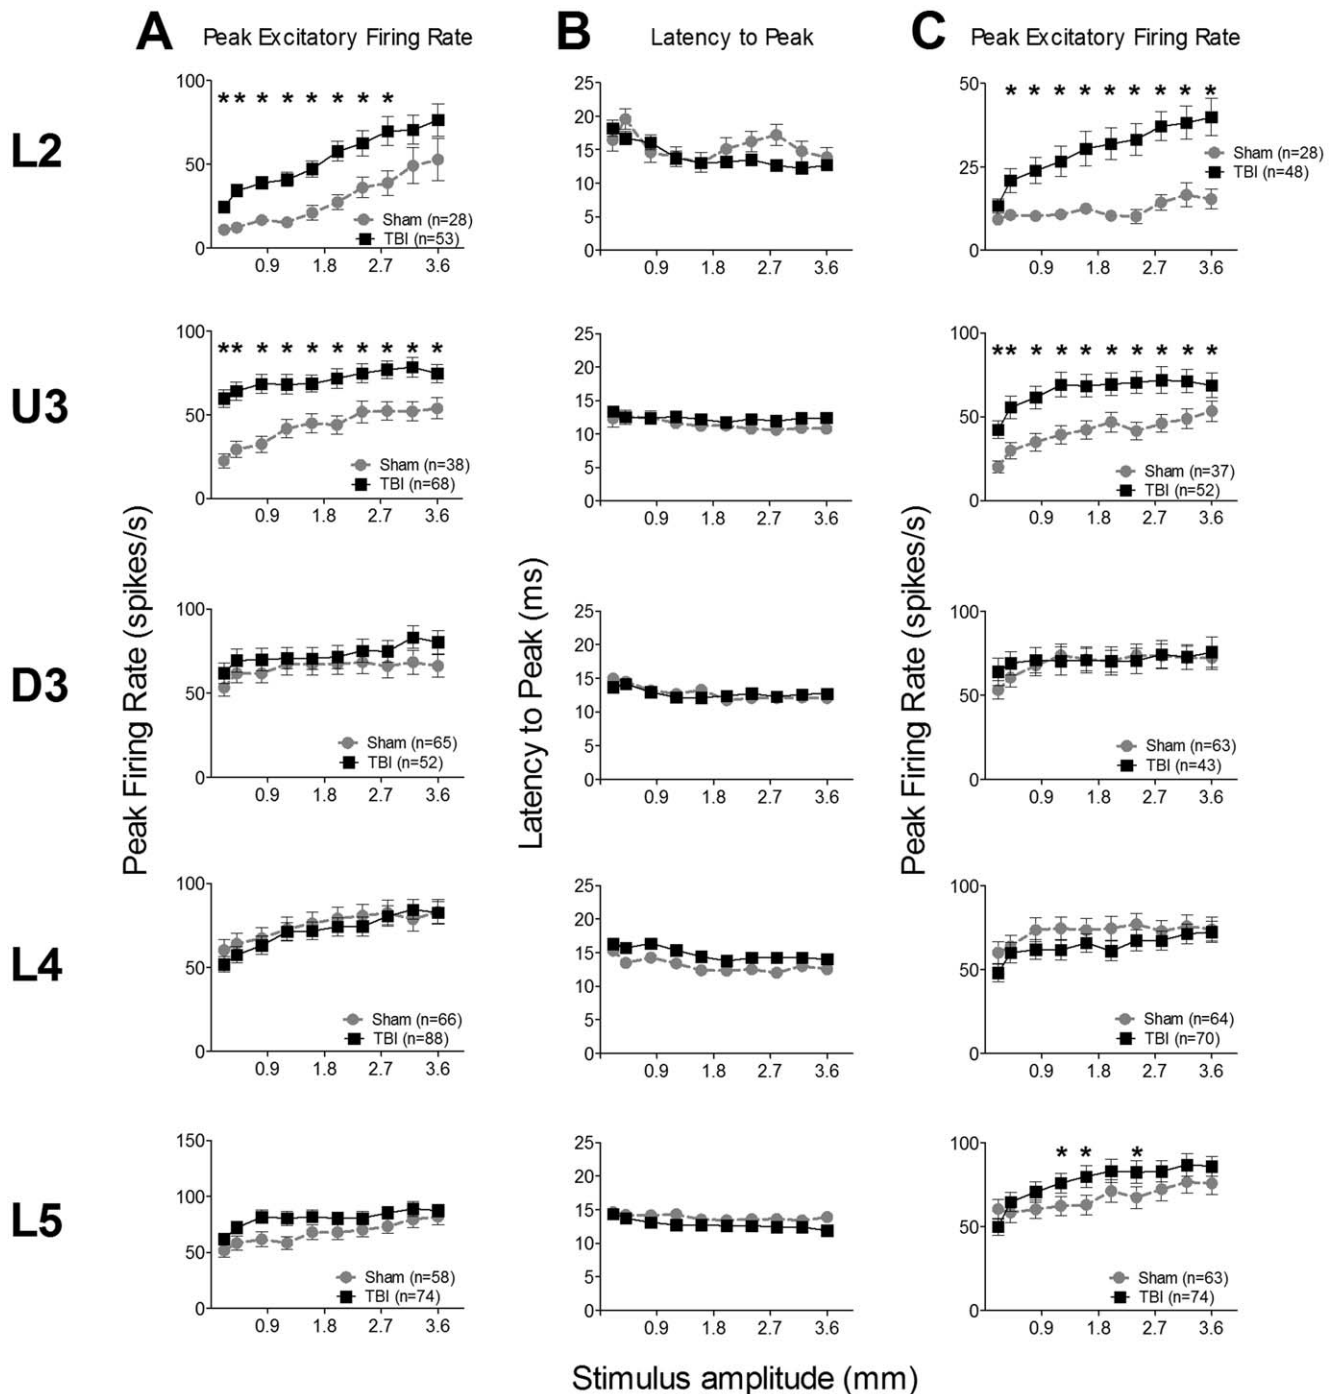 A Peak Excitatory Firing Rate B Latency to Peak C Peak Excitatory Firing Rate
L2
100
50
0
0.9 1.8 2.7 3.6
** * * * * * *
Sham (n=28)
TBI (n=53)
25
20
15
10
5
0
0.9 1.8 2.7 3.6
50
25
0
0.9 1.8 2.7 3.6
* * * * * * * * *
Sham (n=28)
TBI (n=48)
U3
100
50
0
0.9 1.8 2.7 3.6
** * * * * * * * *
Sham (n=38)
TBI (n=68)
25
20
15
10
5
0
0.9 1.8 2.7 3.6
100
50
0
0.9 1.8 2.7 3.6
** * * * * * * * *
Sham (n=37)
TBI (n=52)
Peak Firing Rate (spikes/s)
Latency to Peak (ms)
Peak Firing Rate (spikes/s)
D3
100
50
0
0.9 1.8 2.7 3.6
Sham (n=65)
TBI (n=52)
25
20
15
10
5
0
0.9 1.8 2.7 3.6
100
50
0
0.9 1.8 2.7 3.6
Sham (n=63)
TBI (n=43)
L4
100
50
0
0.9 1.8 2.7 3.6
Sham (n=66)
TBI (n=88)
25
20
15
10
5
0
0.9 1.8 2.7 3.6
100
50
0
0.9 1.8 2.7 3.6
Sham (n=64)
TBI (n=70)
L5
150
100
50
0
0.9 1.8 2.7 3.6
Sham (n=58)
TBI (n=74)
25
20
15
10
5
0
0.9 1.8 2.7 3.6
100
50
0
0.9 1.8 2.7 3.6
* * *
Sham (n=63)
TBI (n=74)
Stimulus amplitude (mm)